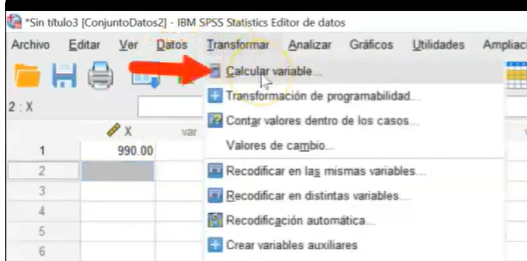 *Sin título3 [ConjuntoDatos2] - IBM SPSS Statistics Editor de datos
Archivo Editar Ver Datos Transformar Analizar Gráficos Utilidades Ampliac
Calcular variable...
Transformación de programabilidad...
2 : X
Contar valores dentro de los casos...
X var
Valores de cambio...
1 990.00
2
Recodificar en las mismas variables...
3
Recodificar en distintas variables...
4
Recodificación automática...
5
Crear variables auxiliares
6